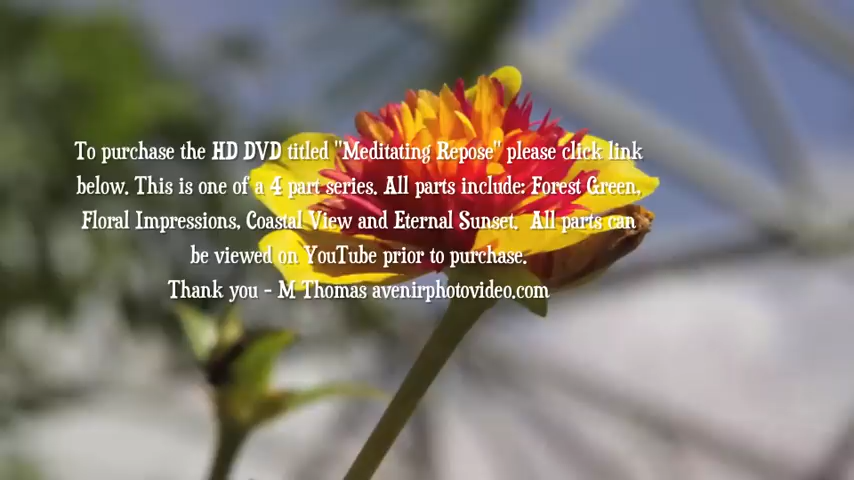 To purchase the HD DVD titled "Meditating Repose" please click link
below. This is one of a 4 part series. All parts include: Forest Green,
Floral Impressions, Coastal View and Eternal Sunset.  All parts can
be viewed on YouTube prior to purchase.
Thank you - M Thomas avenirphotovideo.com